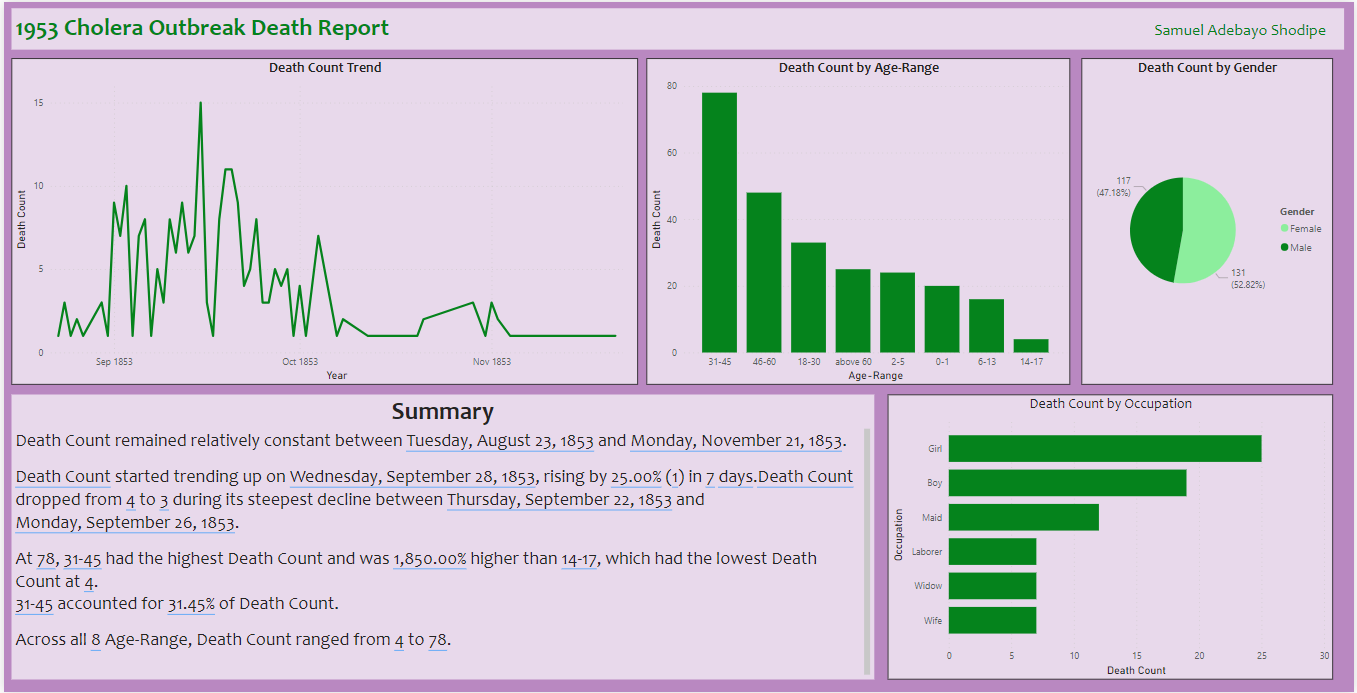 1953 Cholera Outbreak Death Report
Samuel Adebayo Shodipe
Death Count Trend
Death Count
15
10
5
0
Sep 1853
Oct 1853
Nov 1853
Year
Death Count by Age-Range
Death Count
80
60
40
20
0
31-45
46-60
18-30
above 60
2-5
0-1
6-13
14-17
Age-Range
Death Count by Gender
117
(47.18%)
131
(52.82%)
Gender
Female
Male
Summary
Death Count remained relatively constant between Tuesday, August 23, 1853 and Monday, November 21, 1853.
Death Count started trending up on Wednesday, September 28, 1853, rising by 25.00% (1) in 7 days.Death Count
dropped from 4 to 3 during its steepest decline between Thursday, September 22, 1853 and
Monday, September 26, 1853.
At 78, 31-45 had the highest Death Count and was 1,850.00% higher than 14-17, which had the lowest Death
Count at 4.
31-45 accounted for 31.45% of Death Count.
Across all 8 Age-Range, Death Count ranged from 4 to 78.
Death Count by Occupation
Occupation
Girl
Boy
Maid
Laborer
Widow
Wife
0
5
10
15
20
25
30
Death Count